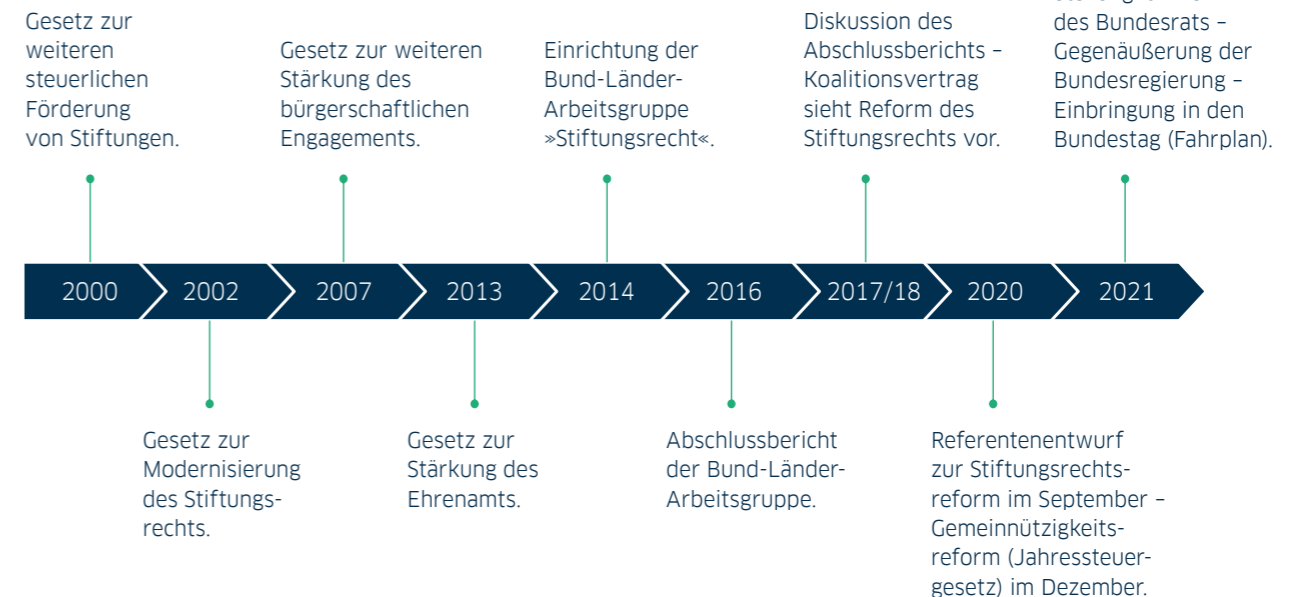 Gesetz zur
weiteren
steuerlichen
Förderung
von Stiftungen.
Gesetz zur weiteren
Stärkung des
bürgerschaftlichen
Engagements.
Einrichtung der
Bund-Länder-
Arbeitsgruppe
»Stiftungsrecht«.
Diskussion des
Abschlussberichts –
Koalitionsvertrag
sieht Reform des
Stiftungsrechts vor.
des Bundesrats –
Gegenäußerung der
Bundesregierung –
Einbringung in den
Bundestag (Fahrplan).
2000
2002
2007
2013
2014
2016
2017/18
2020
2021
Gesetz zur
Modernisierung
des Stiftungs-
rechts.
Gesetz zur
Stärkung des
Ehrenamts.
Abschlussbericht
der Bund-Länder-
Arbeitsgruppe.
Referentenentwurf
zur Stiftungsrechts-
reform im September –
Gemeinnützigkeits-
reform (Jahressteuer-
gesetz) im Dezember.